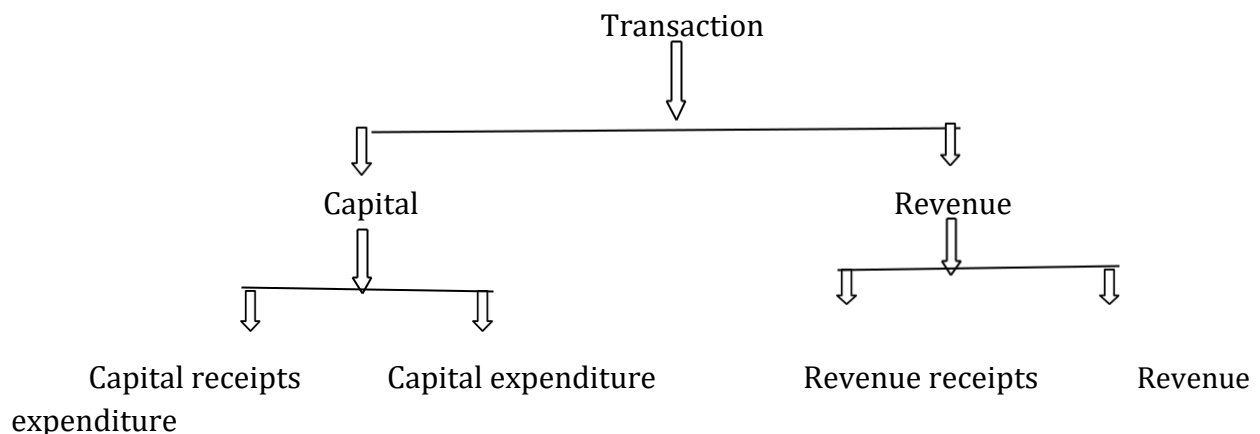 Transaction
Capital Revenue
Capital receipts Capital expenditure Revenue receipts Revenue
expenditure